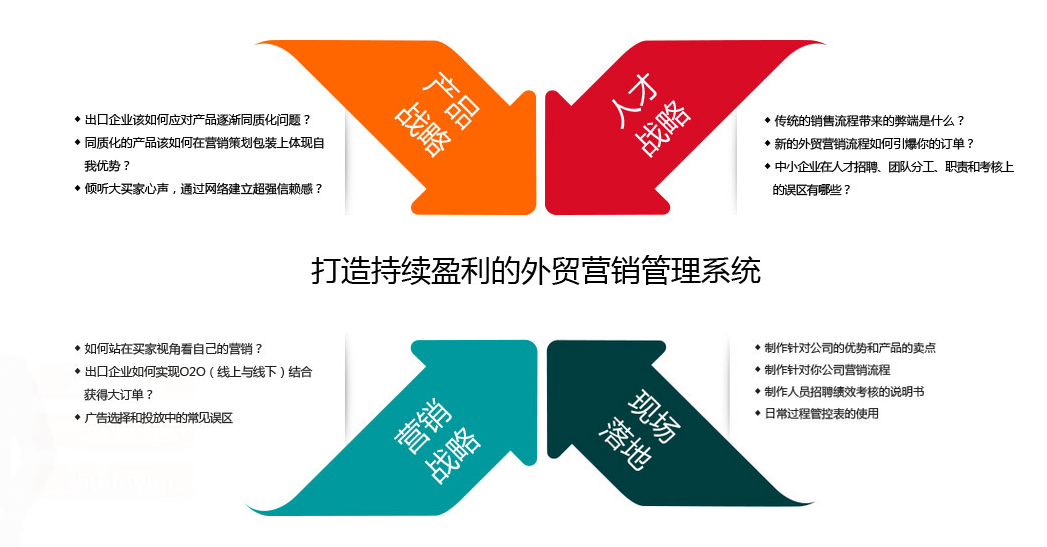 产品
战略
◆ 出口企业该如何应对产品逐渐同质化问题？
◆ 同质化的产品该如何在营销策划包装上体现自
我优势？
◆ 倾听大买家心声，通过网络建立超强信赖感？
人才
战略
◆ 传统的销售流程带来的弊端是什么？
◆ 新的外贸营销流程如何引爆你的订单？
◆ 中小企业在人才招聘、团队分工、职责和考核上
的误区有哪些？
打造持续盈利的外贸营销管理系统
◆ 如何站在买家视角看自己的营销？
◆ 出口企业如何实现O2O（线上与线下）结合
获得大订单？
◆ 广告选择和投放中的常见误区
营销
战略
现场
落地
◆ 制作针对公司的优势和产品的卖点
◆ 制作针对你公司营销流程
◆ 制作人员招聘绩效考核的说明书
◆ 日常过程管控表的使用